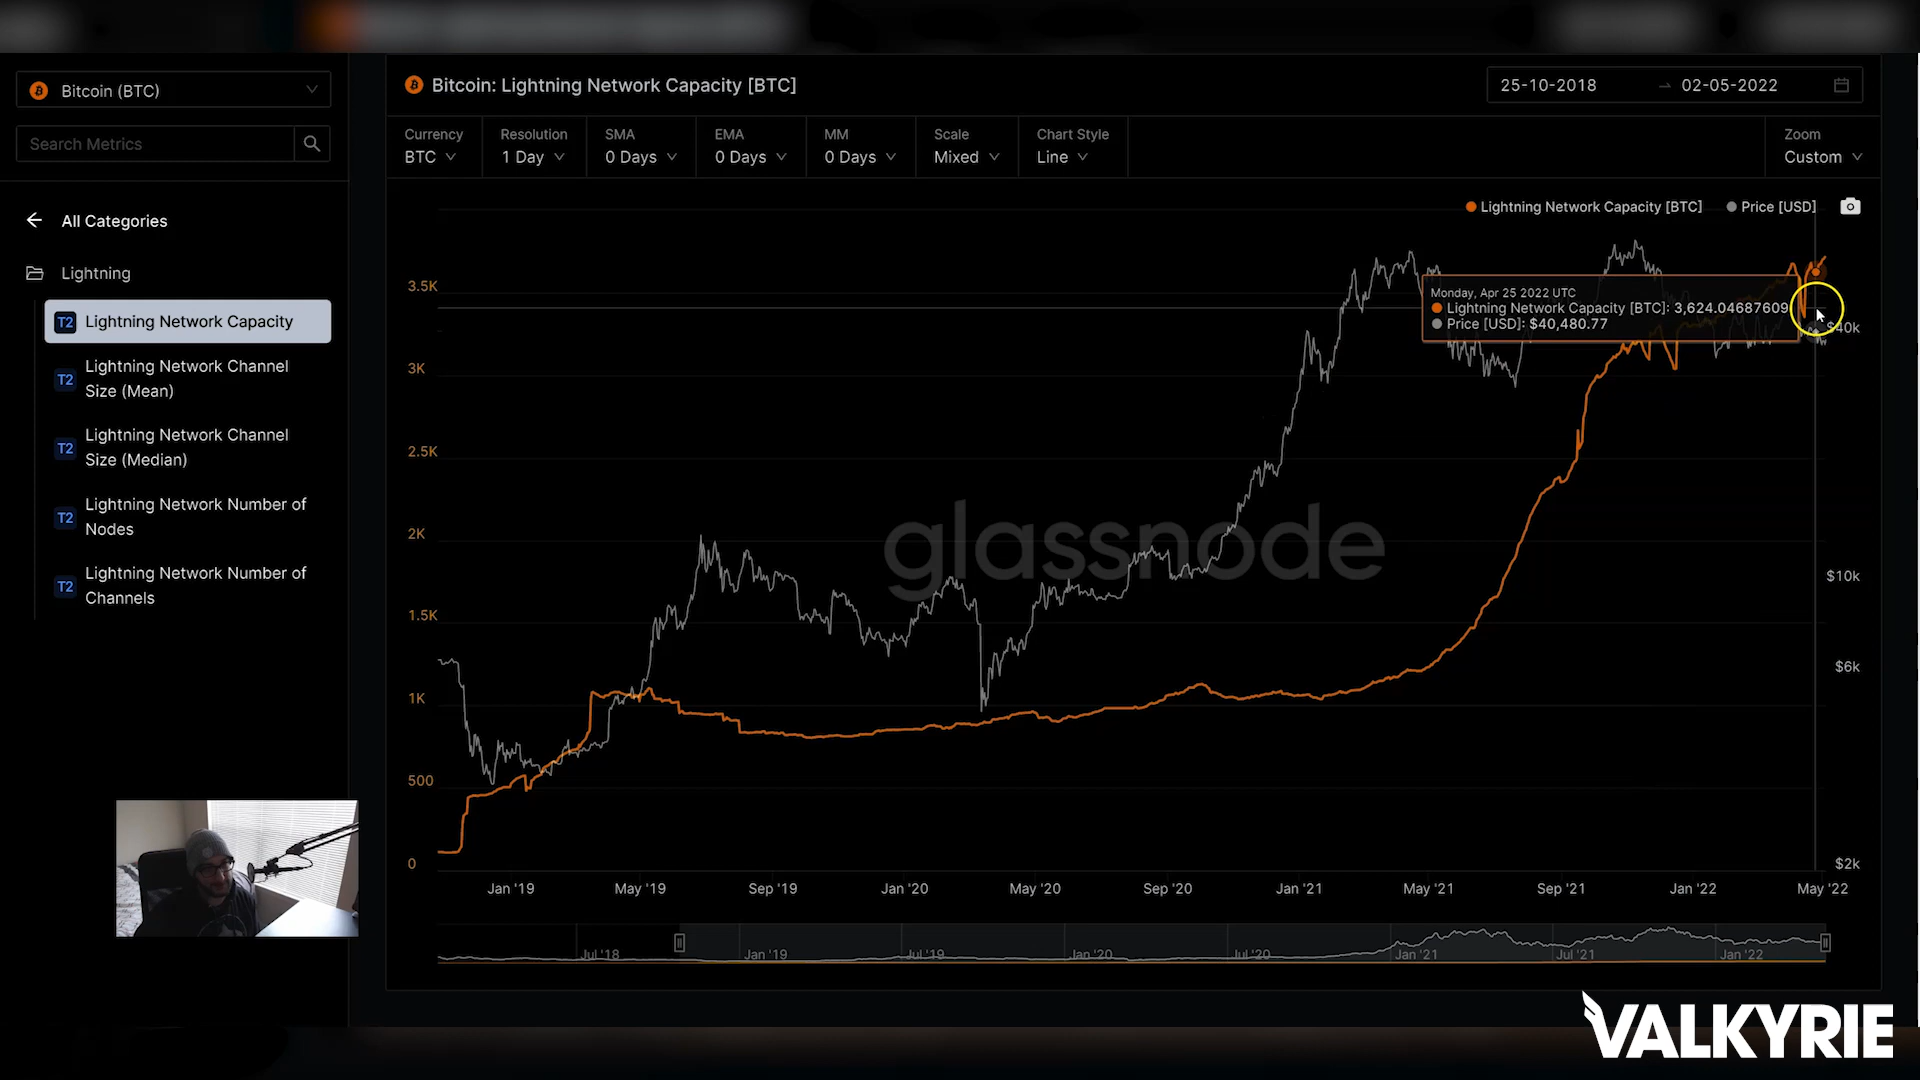 Bitcoin (BTC)
Search Metrics
All Categories
Lightning
T2 Lightning Network Capacity
T2 Lightning Network Channel
Size (Mean)
T2 Lightning Network Channel
Size (Median)
T2 Lightning Network Number of
Nodes
T2 Lightning Network Number of
Channels
Bitcoin: Lightning Network Capacity [BTC]
25-10-2018 → 02-05-2022
Currency Resolution SMA EMA MM Scale Chart Style Zoom
BTC 1 Day 0 Days 0 Days 0 Days Mixed Line Custom
Lightning Network Capacity [BTC] Price [USD]
3.5K
3K
2.5K
2K
1.5K
1K
500
0
Monday, Apr 25 2022 UTC
Lightning Network Capacity [BTC]: 3,624.04687609
Price [USD]: $40,480.77
glassnode
$40k
$10k
$6k
$2k
Jan '19 May '19 Sep '19 Jan '20 May '20 Sep '20 Jan '21 May '21 Sep '21 Jan '22 May '22
Jul '18 Jan '19 Jul '19 Jan '20 Jul '20 Jan '21 Jul '21 Jan '22
VALKYRIE